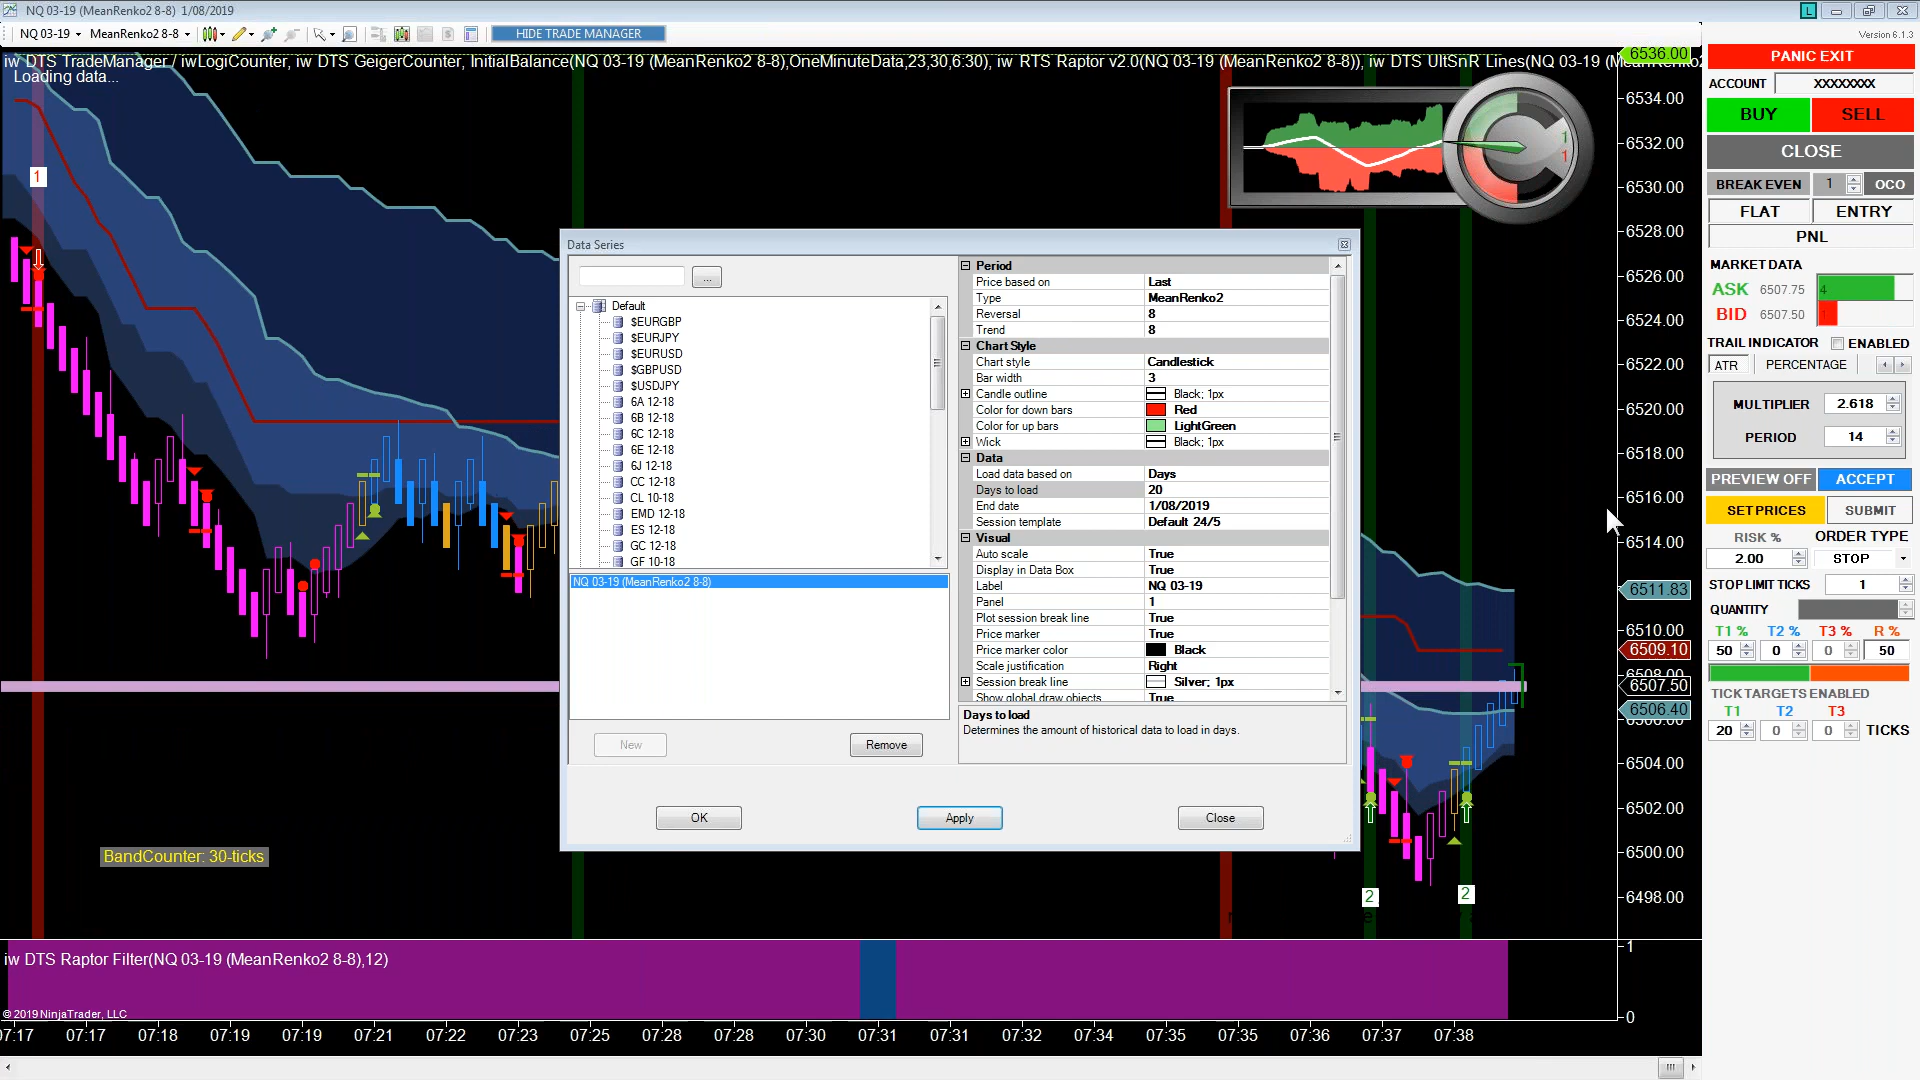 NQ 03-19 (MeanRenko2 8-8)  1/08/2019
L
NQ 03-19 MeanRenko2 8-8 HIDE TRADE MANAGER
Version 6.1.3
iw DTS TradeManager / iwLogiCounter, iw DTS GeigerCounter, InitialBalance(NQ 03-19 (MeanRenko2 8-8),OneMinuteData,23,30,6:30), iw RTS Raptor v2.0(NQ 03-19 (MeanRenko2 8-8)), iw DTS UltSnR Lines(NQ 03-19 (MeanRenko2
Loading data...
1
1
1
Data Series
...
Default
$EURGBP
$EURJPY
$EURUSD
$GBPUSD
$USDJPY
6A 12-18
6B 12-18
6C 12-18
6E 12-18
6J 12-18
CC 12-18
CL 10-18
EMD 12-18
ES 12-18
GC 12-18
GF 10-18
NQ 03-19 (MeanRenko2 8-8)
New
Remove
Period
Price based on Last
Type MeanRenko2
Reversal 8
Trend 8
Chart Style
Chart style Candlestick
Bar width 3
Candle outline Black; 1px
Color for down bars Red
Color for up bars LightGreen
Wick Black; 1px
Data
Load data based on Days
Days to load 20
End date 1/08/2019
Session template Default 24/5
Visual
Auto scale True
Display in Data Box True
Label NQ 03-19
Panel 1
Plot session break line True
Price marker True
Price marker color Black
Scale justification Right
Session break line Silver; 1px
Show global draw objects True
Days to load
Determines the amount of historical data to load in days.
OK
Apply
Close
BandCounter: 30-ticks
2
2
6536.00
6534.00
6532.00
6530.00
6528.00
6526.00
6524.00
6522.00
6520.00
6518.00
6516.00
6514.00
6511.83
6510.00
6509.10
6508.00
6507.50
6506.40
6506.00
6504.00
6502.00
6500.00
6498.00
iw DTS Raptor Filter(NQ 03-19 (MeanRenko2 8-8),12)
1
0
© 2019 NinjaTrader, LLC
07:17 07:17 07:18 07:19 07:19 07:21 07:22 07:23 07:25 07:28 07:28 07:30 07:31 07:31 07:32 07:34 07:35 07:35 07:36 07:37 07:38
PANIC EXIT
ACCOUNT XXXXXXXX
BUY SELL
CLOSE
BREAK EVEN 1 OCO
FLAT ENTRY
PNL
MARKET DATA
ASK 6507.75 4
BID 6507.50 1
TRAIL INDICATOR ENABLED
ATR PERCENTAGE
MULTIPLIER 2.618
PERIOD 14
PREVIEW OFF ACCEPT
SET PRICES SUBMIT
RISK % ORDER TYPE
2.00 STOP
STOP LIMIT TICKS 1
QUANTITY
T1 % T2 % T3 % R %
50 0 0 50
TICK TARGETS ENABLED
T1 T2 T3
20 0 0 TICKS